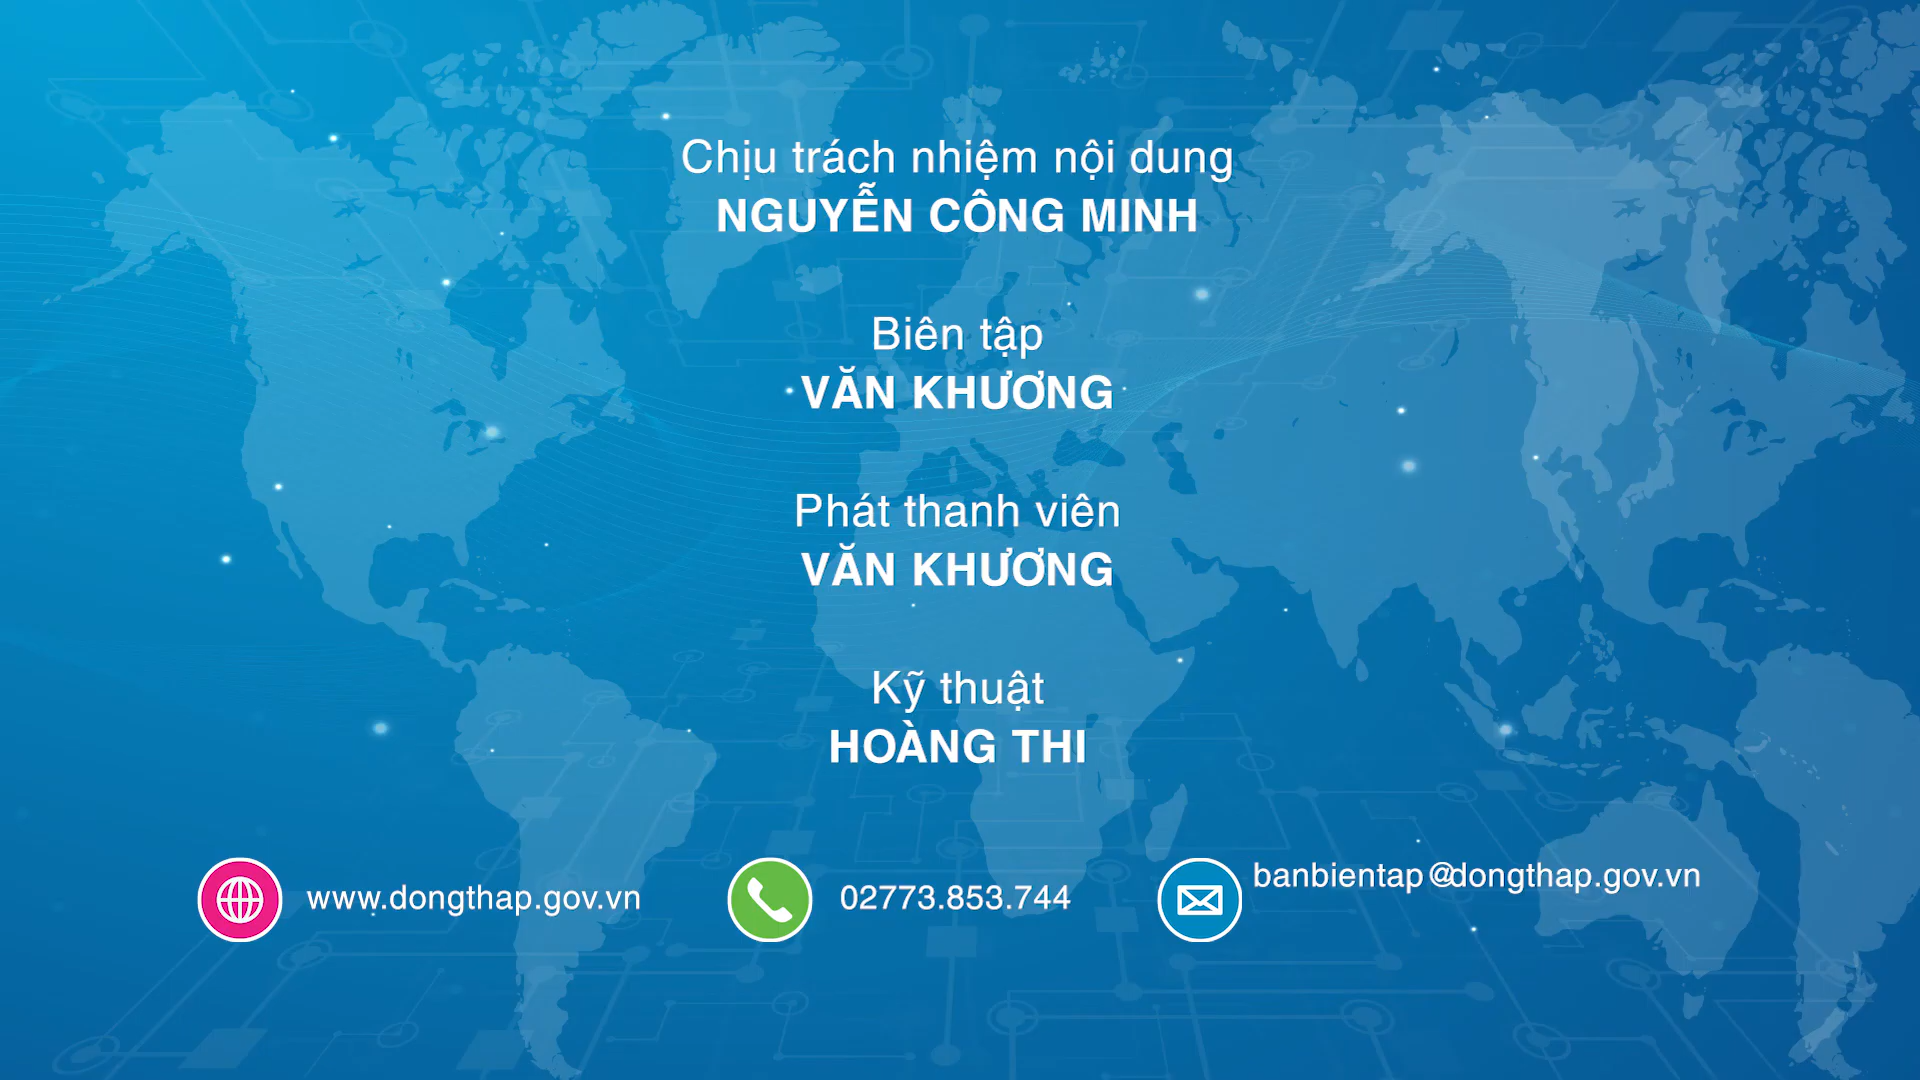 Chịu trách nhiệm nội dung
NGUYỄN CÔNG MINH
Biên tập
VĂN KHƯƠNG
Phát thanh viên
VĂN KHƯƠNG
Kỹ thuật
HOÀNG THI
www.dongthap.gov.vn
02773.853.744
banbientap@dongthap.gov.vn